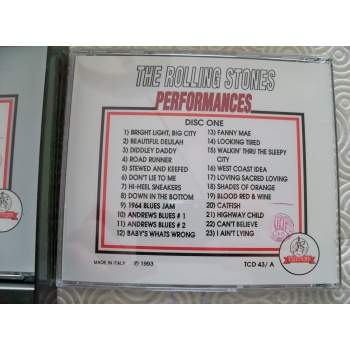 THE ROLLING STONES
PERFORMANCES
DISC ONE
1) BRIGHT LIGHT, BIG CITY
2) BEAUTIFUL DELILAH
3) DIDDLEY DADDY
4) ROAD RUNNER
5) STEWED AND KEEFED
6) DON'T LIE TO ME
7) HI-HEEL SNEAKERS
8) DOWN IN THE BOTTOM
9) 1964 BLUES JAM
10) ANDREWS BLUES # 1
11) ANDREWS BLUES # 2
12) BABY'S WHATS WRONG
13) FANNY MAE
14) LOOKING TIRED
15) WALKIN' THRU THE SLEEPY
CITY
16) WEST COAST IDEA
17) LOVING SACRED LOVING
18) SHADES OF ORANGE
19) BLOOD RED & WINE
20) CATFISH
21) HIGHWAY CHILD
22) CAN'T BELIEVE
23) I AIN'T LYING
MADE IN ITALY ℗ 1993
TCD 43/ A